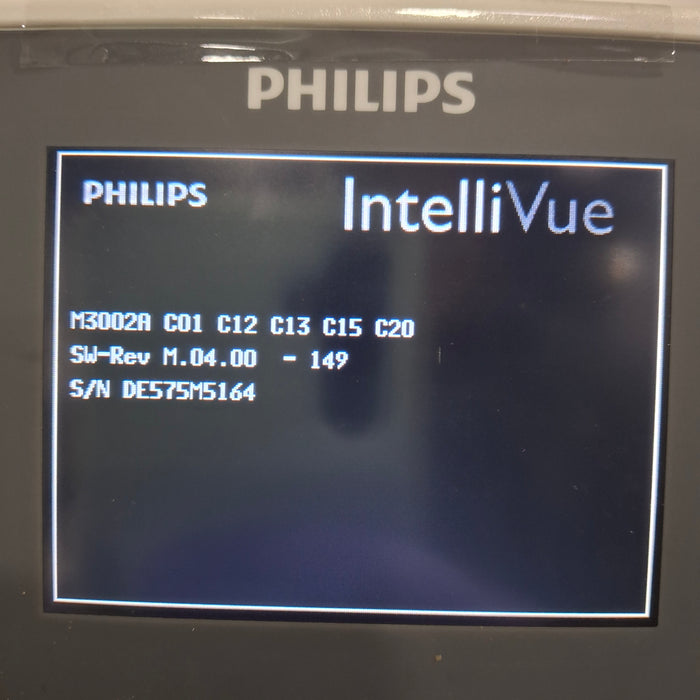 PHILIPS
PHILIPS IntelliVue
M3002A C01 C12 C13 C15 C20
SW-Rev M.04.00 - 149
S/N DE575M5164